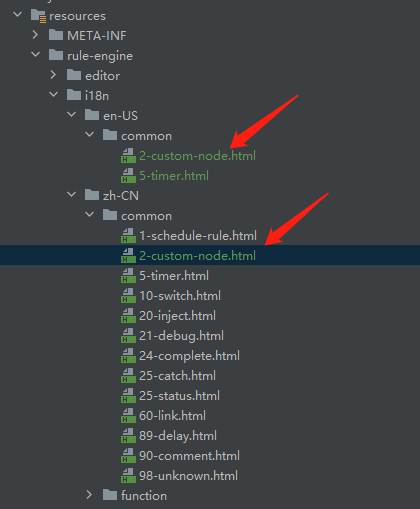 resources
META-INF
rule-engine
editor
i18n
en-US
common
2-custom-node.html
5-timer.html
zh-CN
common
1-schedule-rule.html
2-custom-node.html
5-timer.html
10-switch.html
20-inject.html
21-debug.html
24-complete.html
25-catch.html
25-status.html
60-link.html
89-delay.html
90-comment.html
98-unknown.html
function